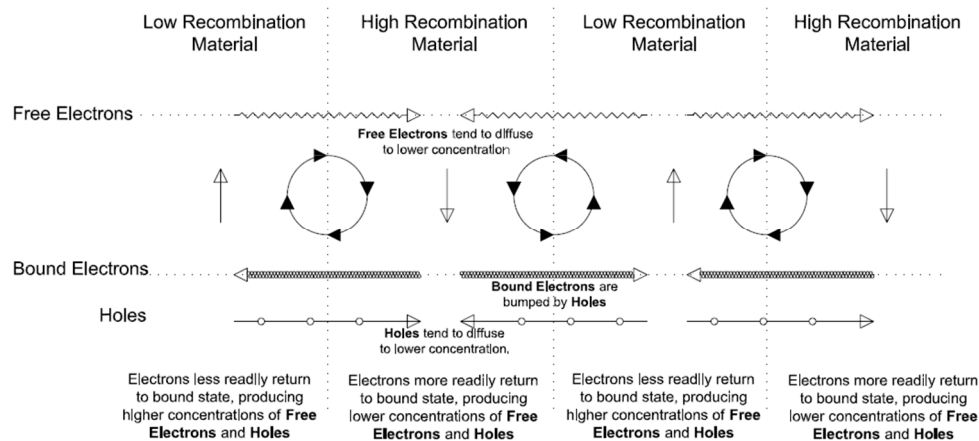 Low Recombination
Material
High Recombination
Material
Low Recombination
Material
High Recombination
Material
Free Electrons
Free Electrons tend to diffuse
to lower concentration
Bound Electrons
Bound Electrons are
bumped by Holes
Holes
Holes tend to diffuse
to lower concentration.
Electrons less readily return
to bound state, producing
higher concentrations of Free
Electrons and Holes
Electrons more readily return
to bound state, producing
lower concentrations of Free
Electrons and Holes
Electrons less readily return
to bound state, producing
higher concentrations of Free
Electrons and Holes
Electrons more readily return
to bound state, producing
lower concentrations of Free
Electrons and Holes